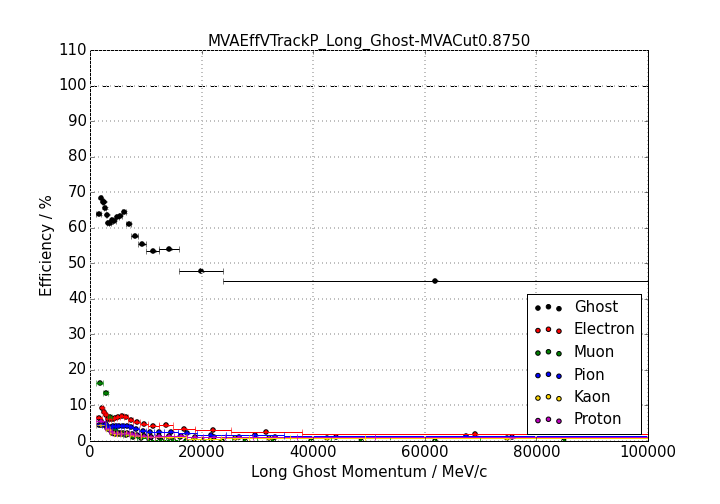 MVAEffVTrackP_Long_Ghost-MVACut0.8750
110
100
90
80
70
60
50
40
30
20
10
0
Efficiency / %
Ghost
Electron
Muon
Pion
Kaon
Proton
0 20000 40000 60000 80000 100000
Long Ghost Momentum / MeV/c